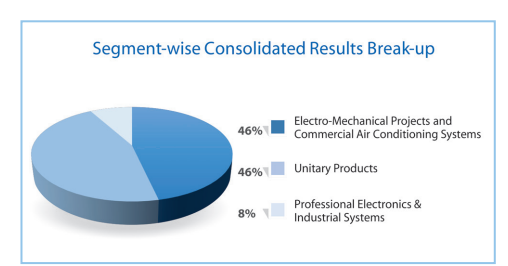 Segment-wise Consolidated Results Break-up
46% Electro-Mechanical Projects and
Commercial Air Conditioning Systems
46% Unitary Products
8% Professional Electronics &
Industrial Systems